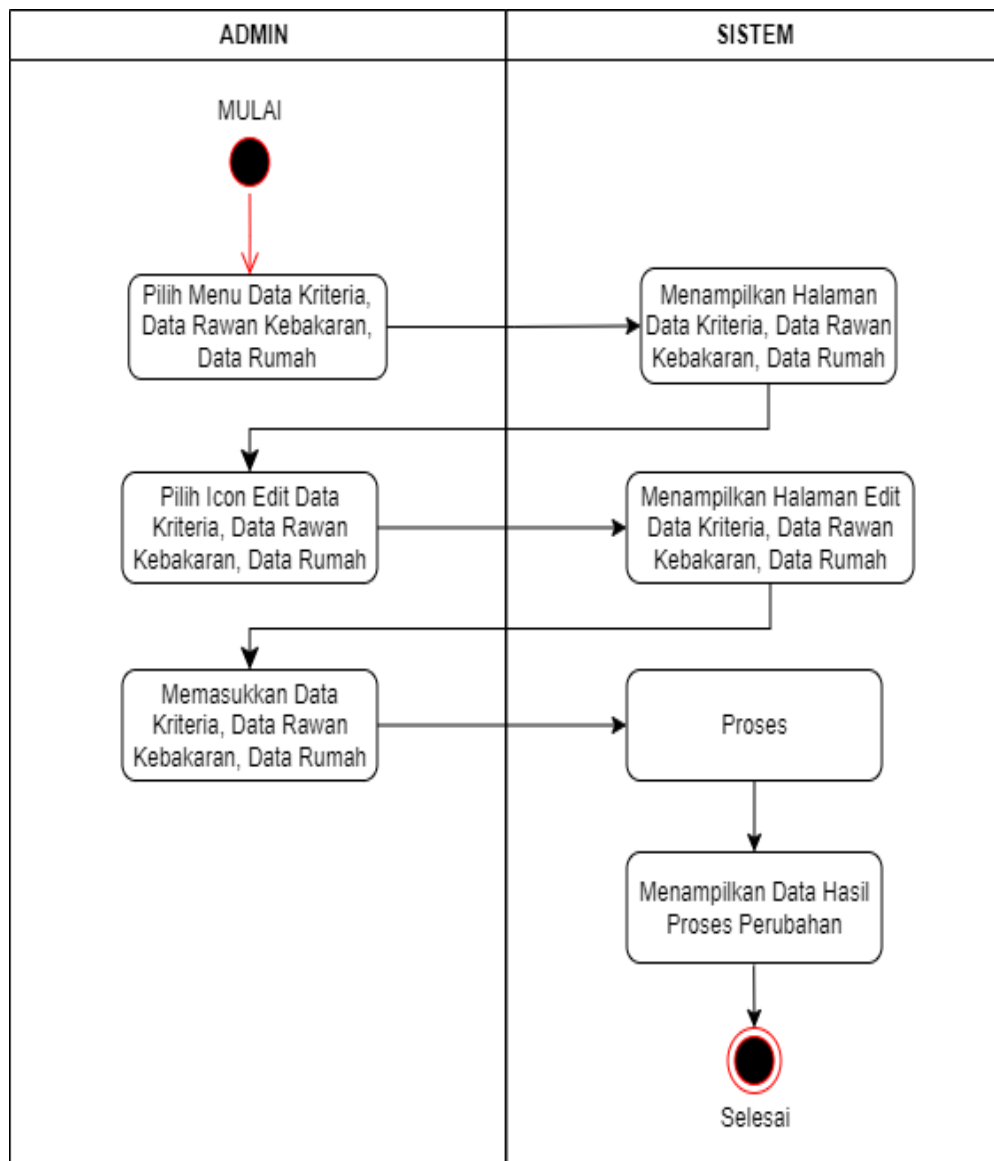 ADMIN
SISTEM
MULAI
Pilih Menu Data Kriteria,
Data Rawan Kebakaran,
Data Rumah
Menampilkan Halaman
Data Kriteria, Data Rawan
Kebakaran, Data Rumah
Pilih Icon Edit Data
Kriteria, Data Rawan
Kebakaran, Data Rumah
Menampilkan Halaman Edit
Data Kriteria, Data Rawan
Kebakaran, Data Rumah
Memasukkan Data
Kriteria, Data Rawan
Kebakaran, Data Rumah
Proses
Menampilkan Data Hasil
Proses Perubahan
Selesai